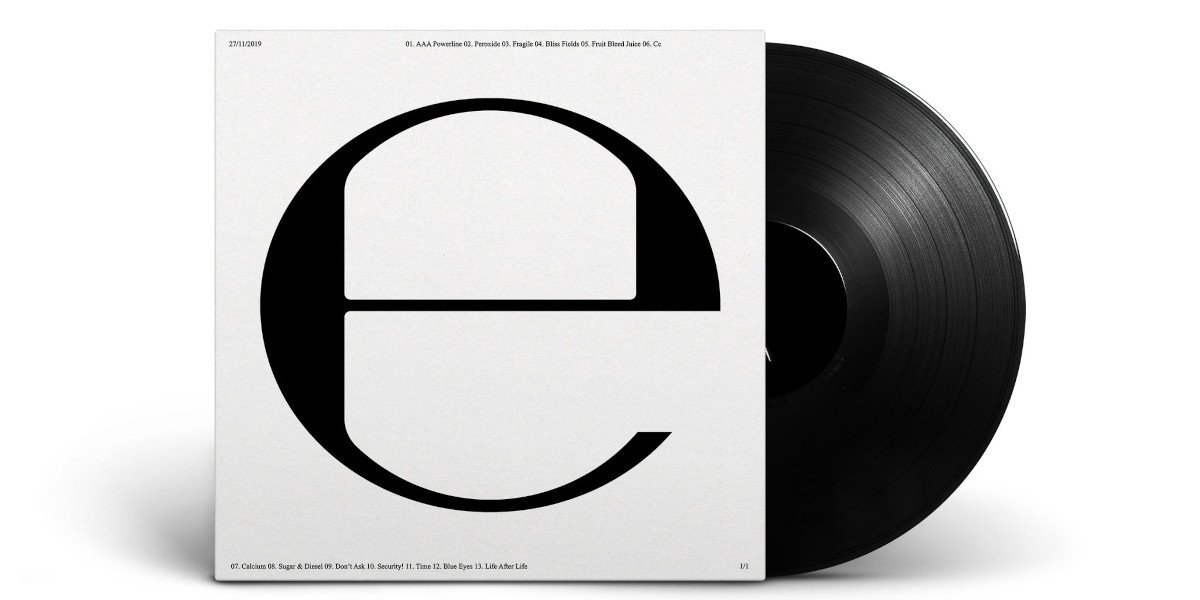 27/11/2019
01. AAA Powerline 02. Peroxide 03. Fragile 04. Bliss Fields 05. Fruit Bleed Juice 06. Cc
e
07. Calcium 08. Sugar & Diesel 09. Don't Ask 10. Security! 11. Time 12. Blue Eyes 13. Life After Life
1/1